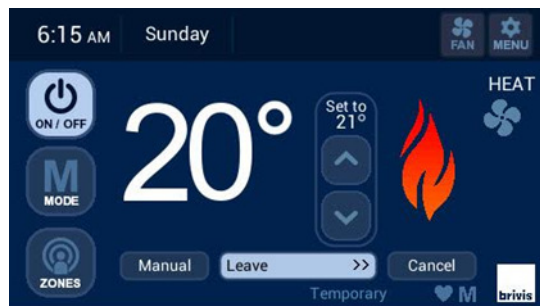 6:15 AM Sunday
FAN MENU
HEAT
ON / OFF
20°
Set to
21°
M
MODE
ZONES
Manual Leave >> Cancel
Temporary M
brivis